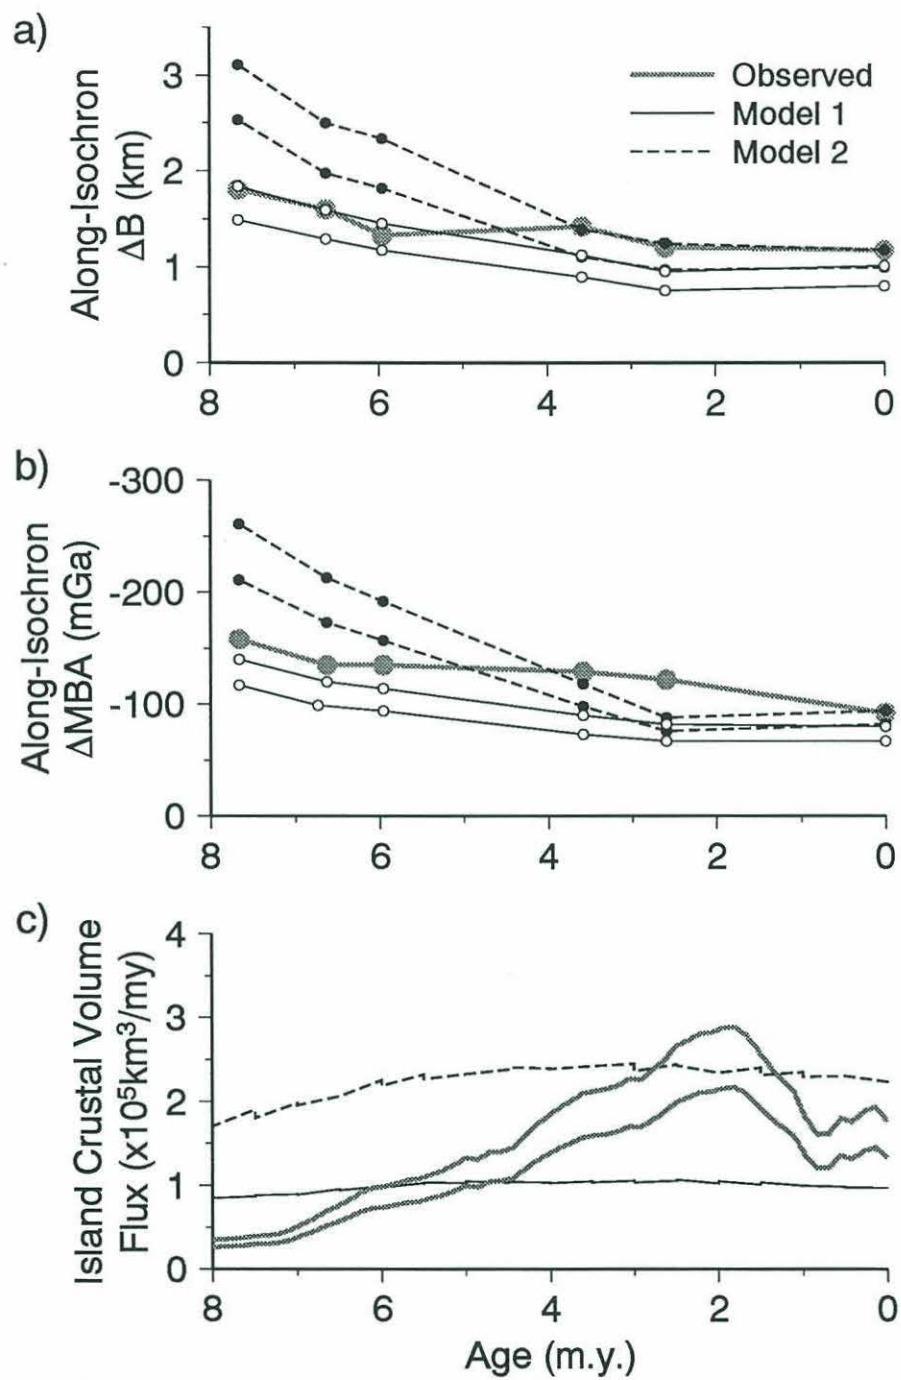 a)
Along-Isochron
ΔB (km)
3
2
1
0
Observed
Model 1
Model 2
8 6 4 2 0
b)
Along-Isochron
ΔMBA (mGa)
-300
-200
-100
0
8 6 4 2 0
c)
Island Crustal Volume
Flux (x10⁵km³/my)
4
3
2
1
0
8 6 4 2 0
Age (m.y.)